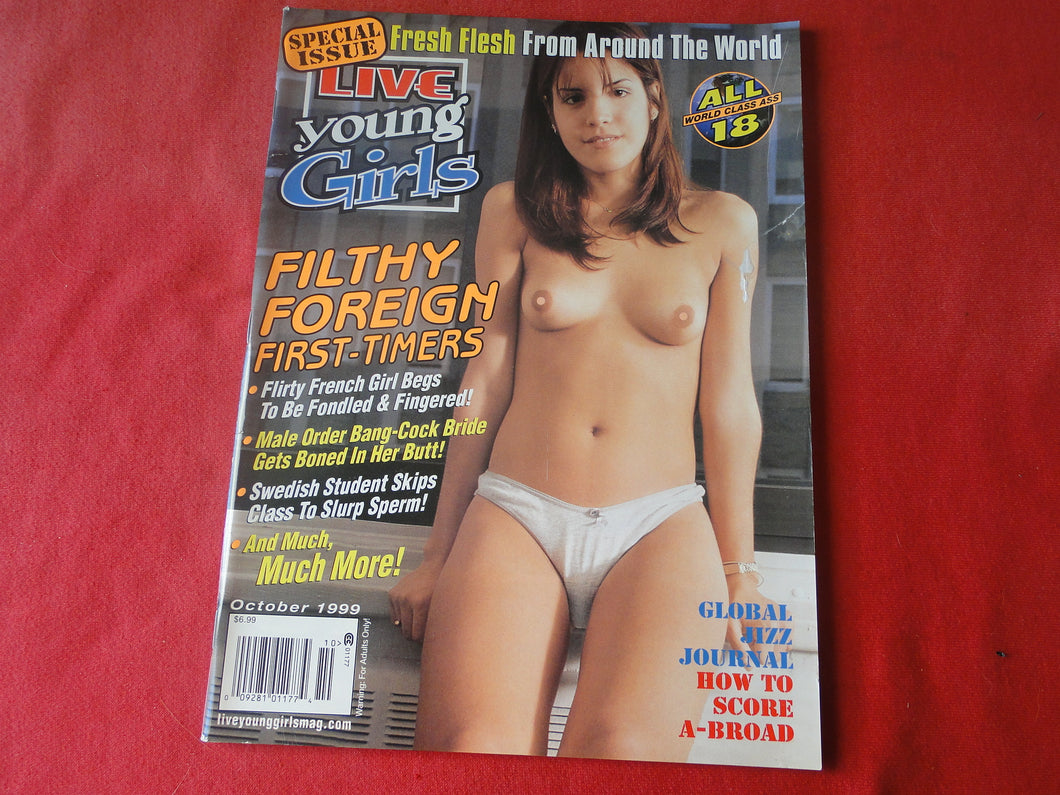 SPECIAL
ISSUE
Fresh Flesh From Around The World
LIVE
young
Girls
ALL
WORLD CLASS ASS
18
FILTHY
FOREIGN
FIRST-TIMERS
• Flirty French Girl Begs
To Be Fondled & Fingered!
• Male Order Bang-Cock Bride
Gets Boned In Her Butt!
• Swedish Student Skips
Class To Slurp Sperm!
• And Much,
Much More!
October 1999
$6.99
10>
01177
0 09281 01177 4
Warning: For Adults Only!
liveyounggirlsmag.com
GLOBAL
JIZZ
JOURNAL
HOW TO
SCORE
A-BROAD